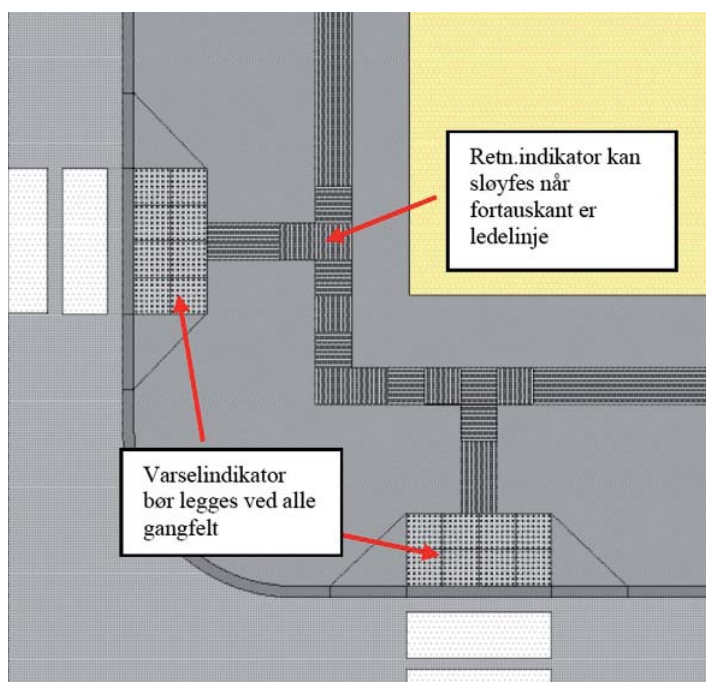 Retn.indikator kan
sløyfes når
fortauskant er
ledelinje
Varselindikator
bør legges ved alle
gangfelt